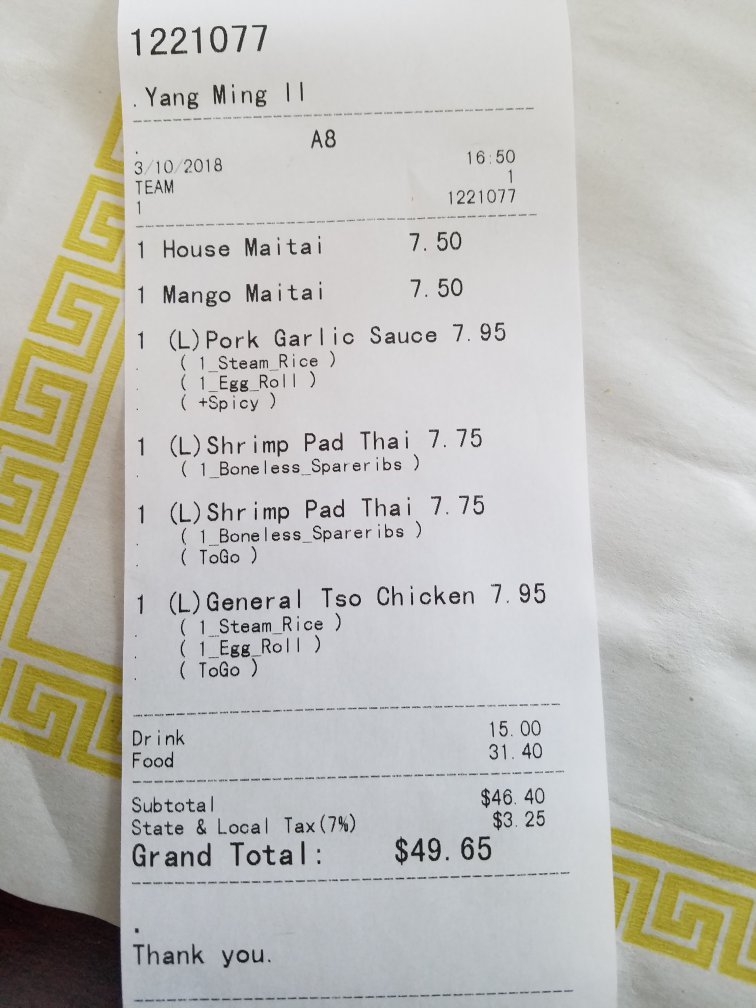 1221077
. Yang Ming II
. A8
3/10/2018 16:50
TEAM 1
1 1221077
1 House Maitai 7.50
1 Mango Maitai 7.50
1 (L)Pork Garlic Sauce 7.95
. ( 1_Steam_Rice )
. ( 1_Egg_Roll )
. ( +Spicy )
1 (L)Shrimp Pad Thai 7.75
. ( 1_Boneless_Spareribs )
1 (L)Shrimp Pad Thai 7.75
. ( 1_Boneless_Spareribs )
. ( ToGo )
1 (L)General Tso Chicken 7.95
. ( 1_Steam_Rice )
. ( 1_Egg_Roll )
. ( ToGo )
Drink 15.00
Food 31.40
Subtotal $46.40
State & Local Tax(7%) $3.25
Grand Total: $49.65
.
Thank you.